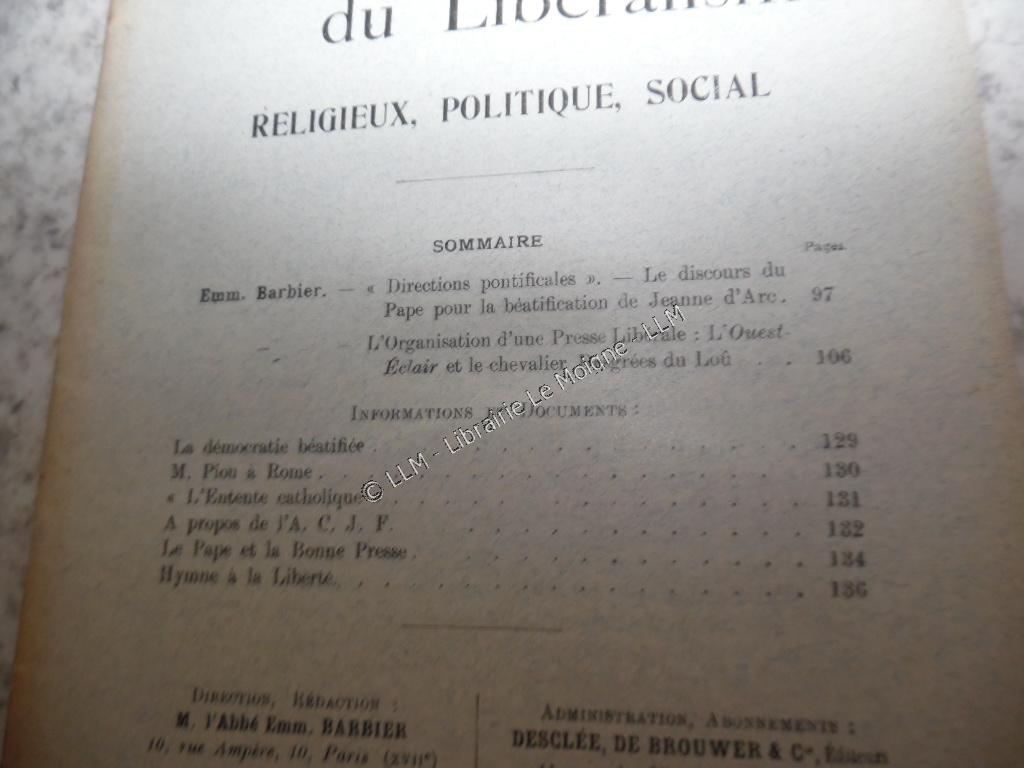 du Libéralisme
RELIGIEUX, POLITIQUE, SOCIAL
SOMMAIRE
Pages.
Emm. Barbier. — « Directions pontificales ». — Le discours du
Pape pour la béatification de Jeanne d'Arc. 97
— — L'Organisation d'une Presse Libérale : L'Ouest-
Éclair et le chevalier Hugrées du Loû . . . 106
INFORMATIONS ET DOCUMENTS :
La démocratie béatifiée . . . . . . . . . . . . . 129
M. Piou à Rome . . . . . . . . . . . . . . 130
« L'Entente catholique . . . . . . . . . . . . . 131
A propos de l'A. C. J. F. . . . . . . . . . . . . 132
Le Pape et la Bonne Presse . . . . . . . . . . . . 134
Hymne à la Liberté . . . . . . . . . . . . . . 136
DIRECTION, RÉDACTION :
M. l'Abbé Emm. BARBIER
10, rue Ampère, 10, Paris (XVIIe)
ADMINISTRATION, ABONNEMENTS :
DESCLÉE, DE BROUWER & Cie, Éditeurs
© LLM - Librairie Le Moigne - LLM